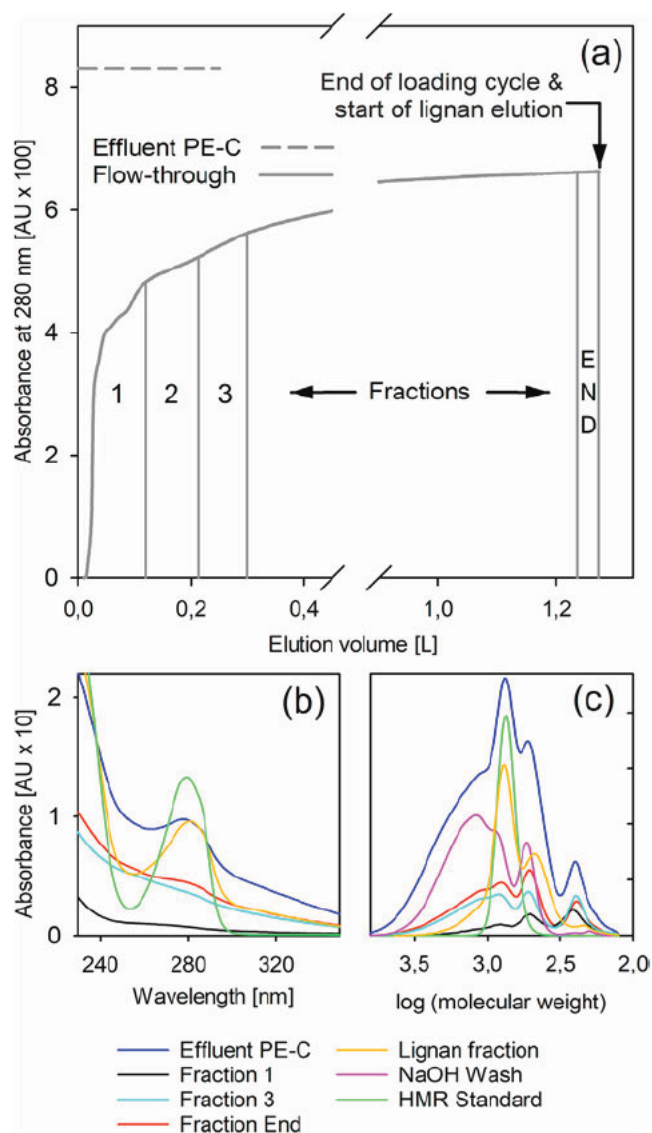 (a)
End of loading cycle &
start of lignan elution
Effluent PE-C
Flow-through
Absorbance at 280 nm [AU x 100]
8
6
4
2
0
1
2
3
Fractions
E
N
D
0,0
0,2
0,4
1,0
1,2
Elution volume [L]
(b)
(c)
Absorbance [AU x 10]
2
1
0
240
280
320
Wavelength [nm]
3,5
3,0
2,5
2,0
log (molecular weight)
Effluent PE-C
Fraction 1
Fraction 3
Fraction End
Lignan fraction
NaOH Wash
HMR Standard